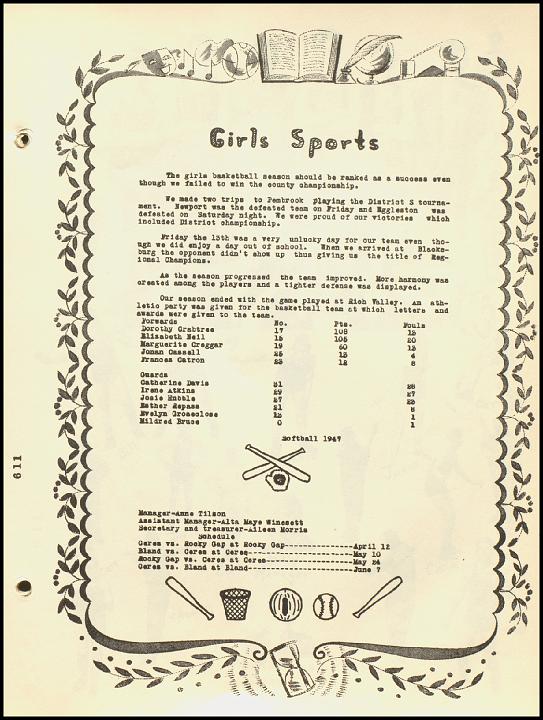 Girls Sports
The girls basketball season should be ranked as a success even
though we failed to win the county championship.
We made two trips to Pembrook playing the District S tourna-
ment. Newport was the defeated team on Friday and Eggleston was
defeated on Saturday night. We were proud of our victories which
included District championship.
Friday the 13th was a very unlucky day for our team even tho-
ugh we did enjoy a day out of school. When we arrived at Blacks-
burg the opponent didn't show up thus giving us the title of Reg-
ional Champions.
As the season progressed the team improved. More harmony was
created among the players and a tighter defense was displayed.
Our season ended with the game played at Rich Valley. An ath-
letic party was given for the basketball team at which letters and
awards were given to the team.
Forwards No. Pts. Fouls
Dorothy Crabtree 17 108 12
Elizabeth Neil 15 105 20
Marguerite Creggar 19 60 13
Jonan Cassell 25 13 4
Frances Catron 23 12 8
Guards
Catherine Davis 31 28
Irene Atkins 29 27
Josie Hubble 27 23
Esther Repass 21 8
Evelyn Groseclose 13 1
Mildred Bruce 0 1
Softball 1947
611
Manager-Anne Tilson
Assistant Manager-Alta Maye Winesett
Secretary and treasurer-Aileen Morris
Schedule
Ceres vs. Rocky Gap at Rocky Gap---------------April 12
Bland vs. Ceres at Ceres-----------------------May 10
Rocky Gap vs. Ceres at Ceres-------------------May 24
Ceres vs. Bland at Bland-----------------------June 7